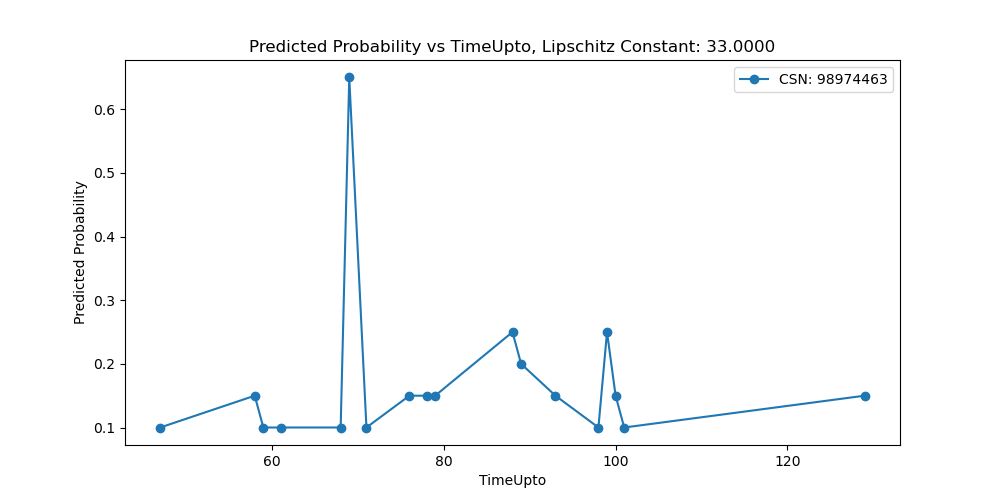 Predicted Probability vs TimeUpto, Lipschitz Constant: 33.0000
CSN: 98974463
Predicted Probability
0.6
0.5
0.4
0.3
0.2
0.1
60 80 100 120
TimeUpto